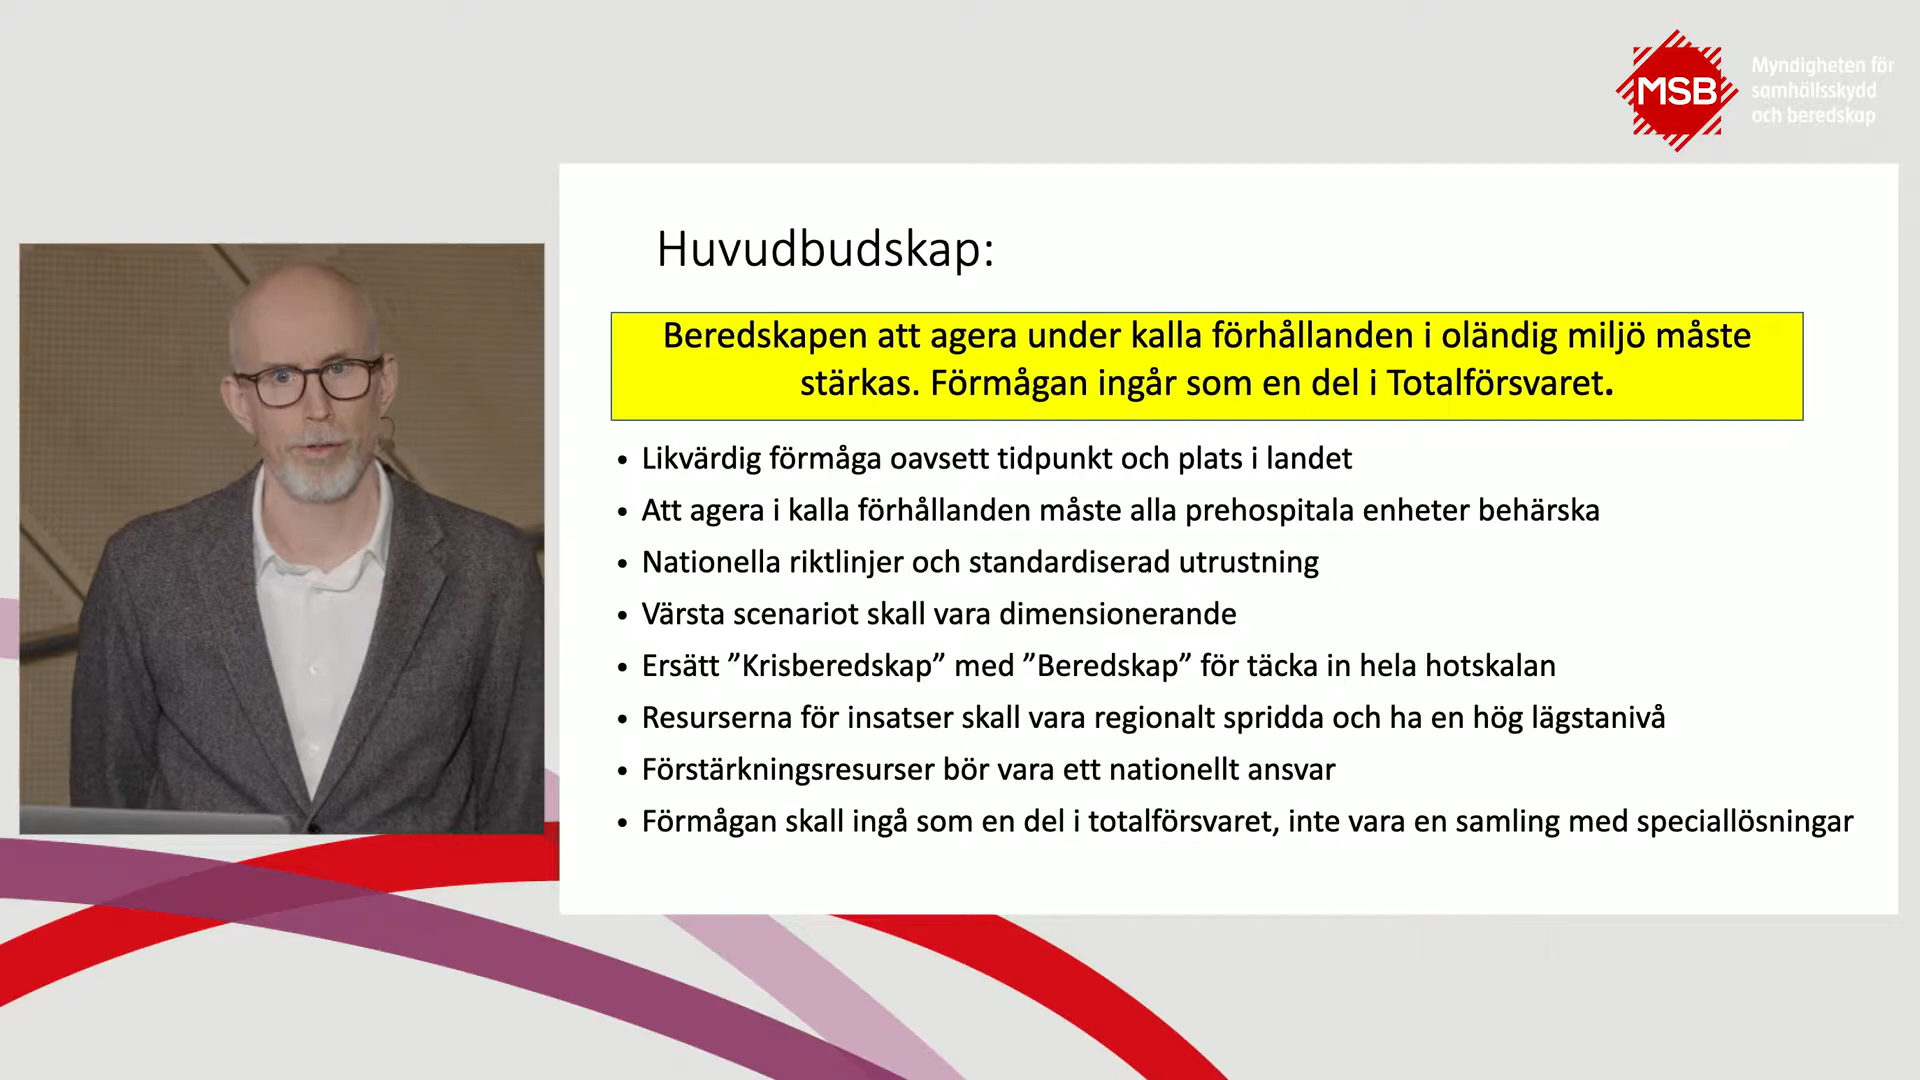 MSB
Myndigheten för
samhällsskydd
och beredskap
Huvudbudskap:
Beredskapen att agera under kalla förhållanden i oländig miljö måste
stärkas. Förmågan ingår som en del i Totalförsvaret.
• Likvärdig förmåga oavsett tidpunkt och plats i landet
• Att agera i kalla förhållanden måste alla prehospitala enheter behärska
• Nationella riktlinjer och standardiserad utrustning
• Värsta scenariot skall vara dimensionerande
• Ersätt ”Krisberedskap” med ”Beredskap” för täcka in hela hotskalan
• Resurserna för insatser skall vara regionalt spridda och ha en hög lägstanivå
• Förstärkningsresurser bör vara ett nationellt ansvar
• Förmågan skall ingå som en del i totalförsvaret, inte vara en samling med speciallösningar